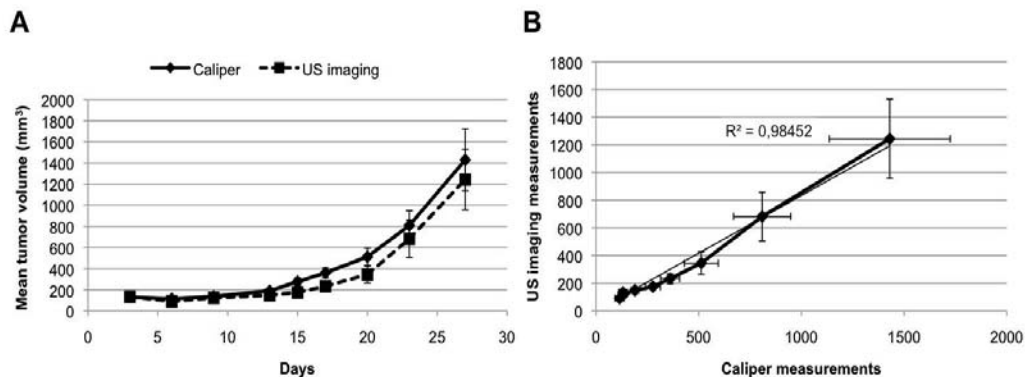 A
Caliper
US imaging
Mean tumor volume (mm³)
2000
1800
1600
1400
1200
1000
800
600
400
200
0
0 5 10 15 20 25 30
Days
B
US imaging measurements
1800
1600
1400
1200
1000
800
600
400
200
0
R² = 0,98452
0 500 1000 1500 2000
Caliper measurements